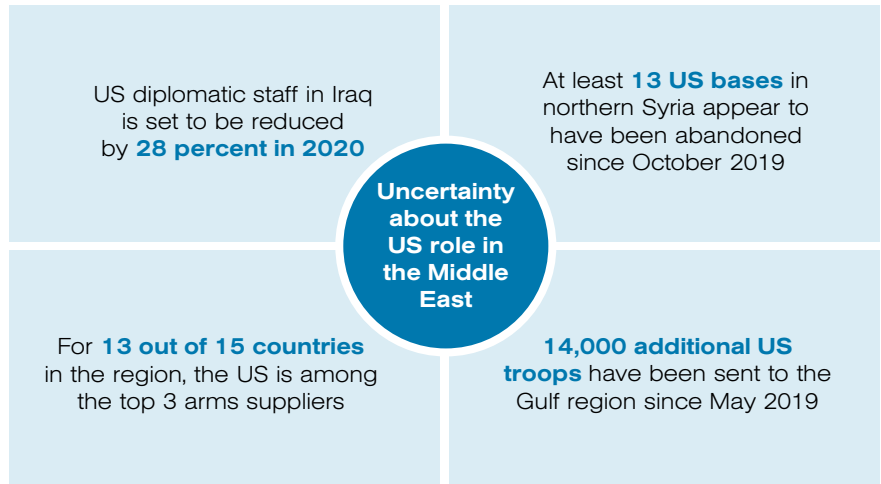 US diplomatic staff in Iraq
is set to be reduced
by 28 percent in 2020
At least 13 US bases in
northern Syria appear to
have been abandoned
since October 2019
Uncertainty
about the
US role in
the Middle
East
For 13 out of 15 countries
in the region, the US is among
the top 3 arms suppliers
14,000 additional US
troops have been sent to the
Gulf region since May 2019